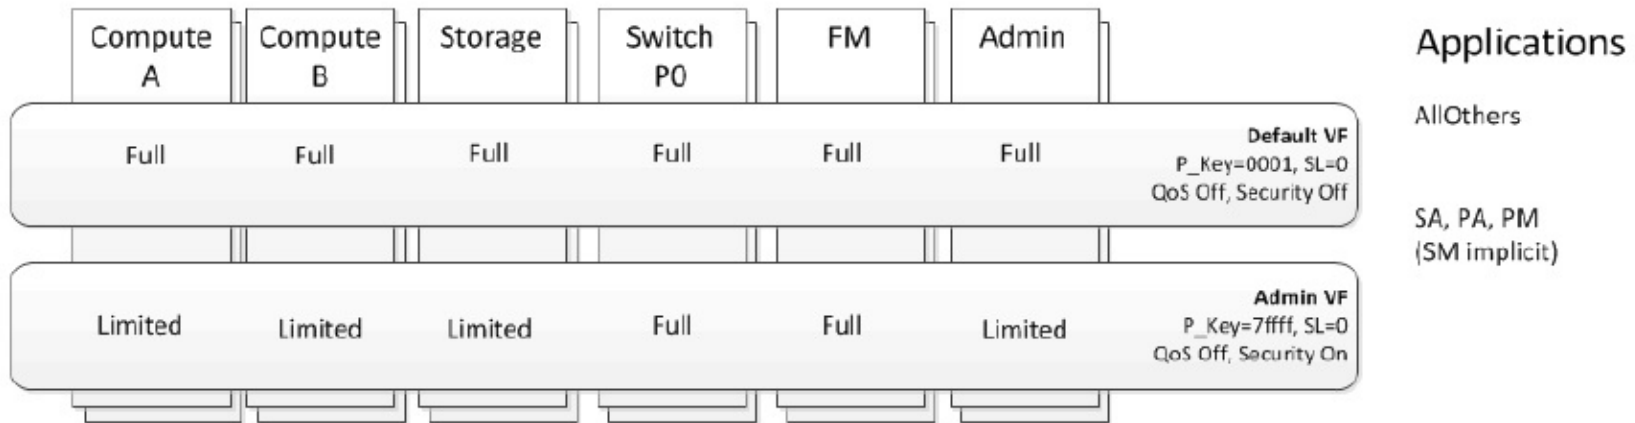 Compute
A
Compute
B
Storage
Switch
P0
FM
Admin
Applications
AllOthers
Full
Full
Full
Full
Full
Full
Default VF
P_Key=0001, SL=0
QoS Off, Security Off
SA, PA, PM
(SM implicit)
Limited
Limited
Limited
Full
Full
Limited
Admin VF
P_Key=7ffff, SL=0
QoS Off, Security On